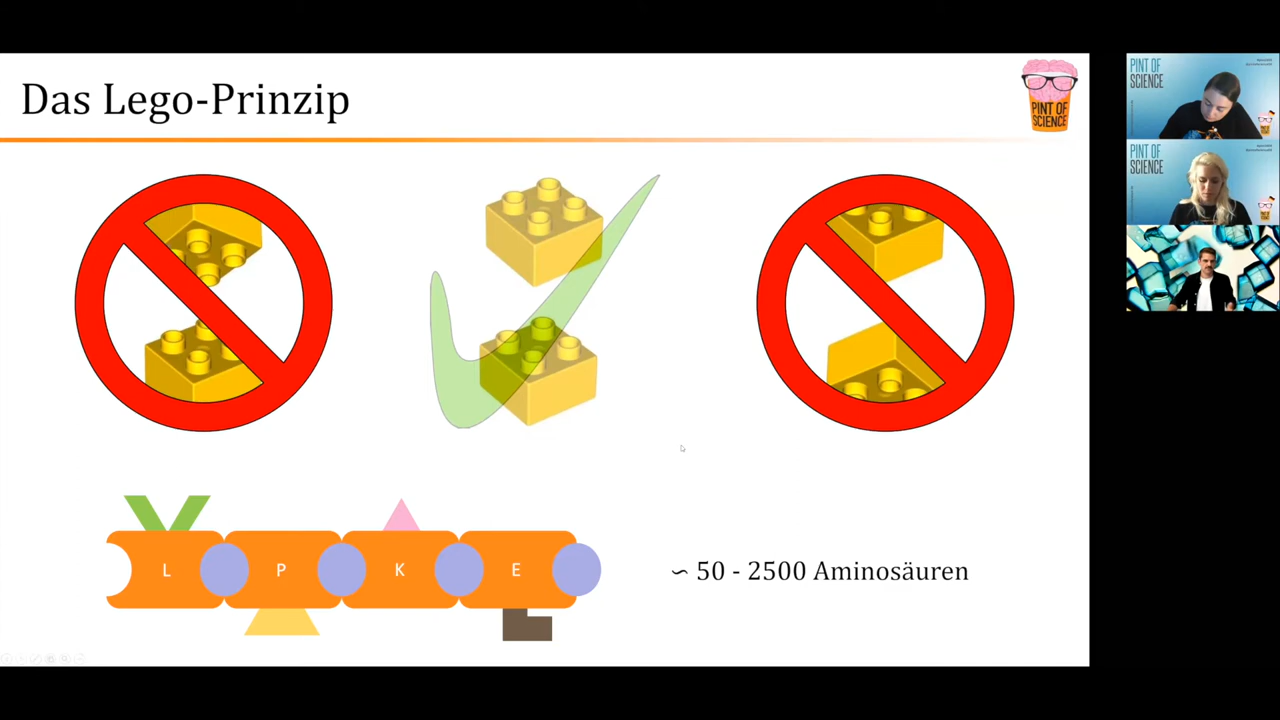 Das Lego-Prinzip
PINT OF
SCIENCE
L P K E
∽ 50 - 2500 Aminosäuren
PINT OF
SCIENCE
PINT OF
SCIENCE